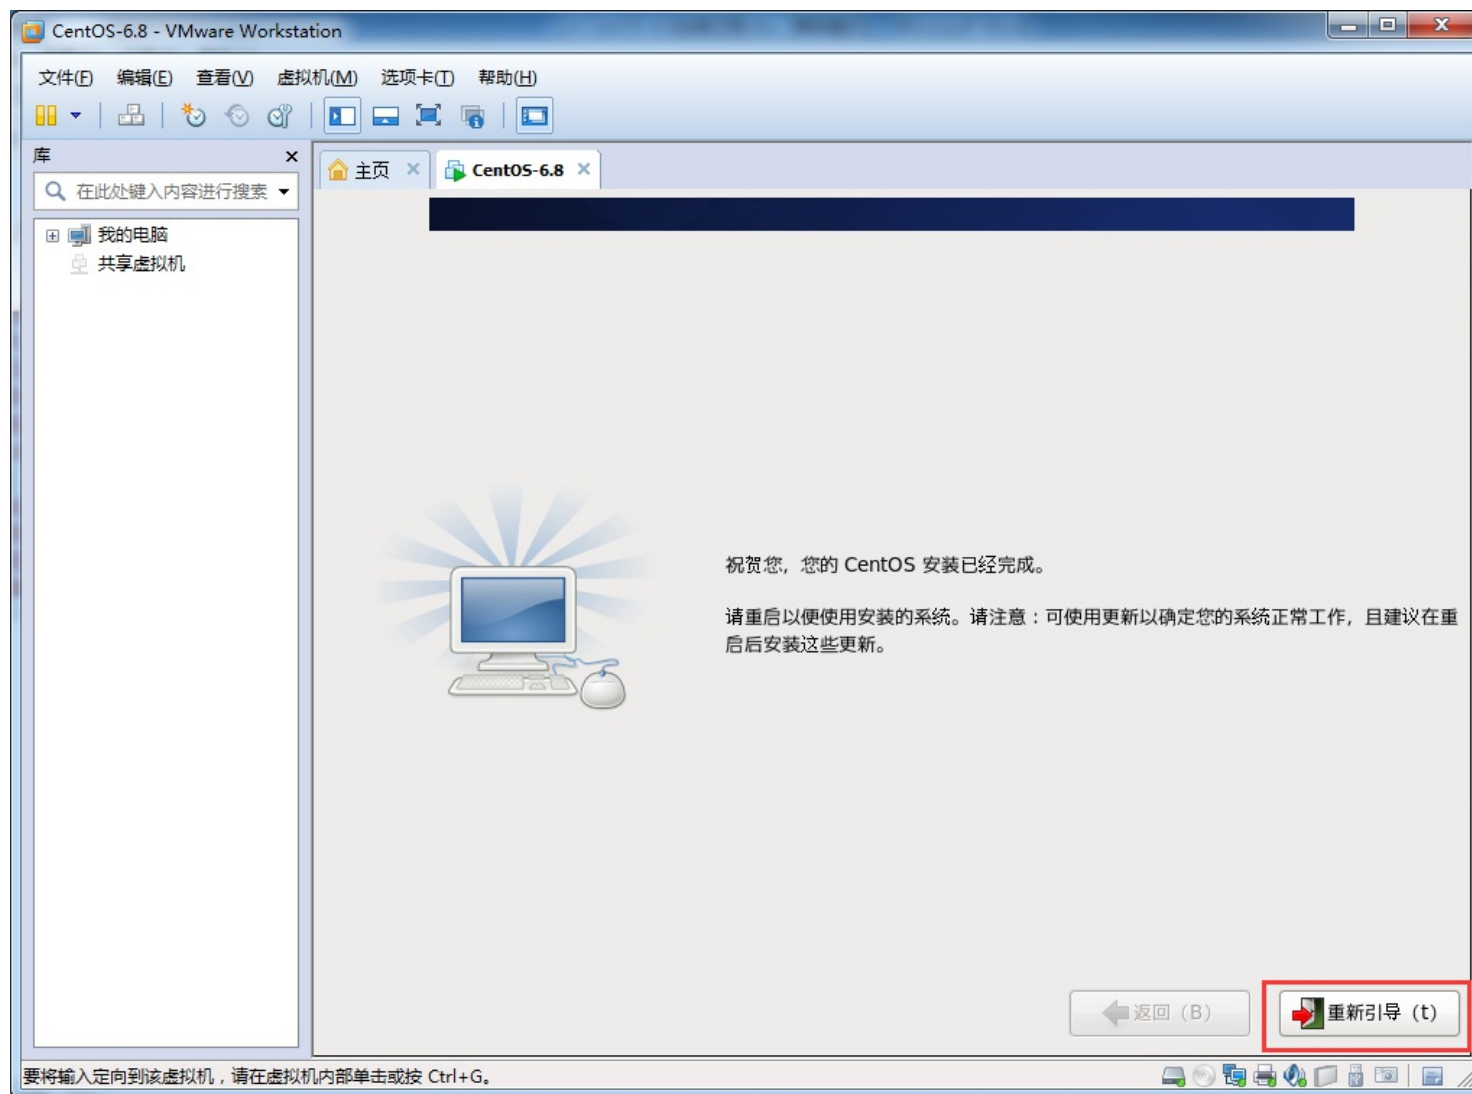 CentOS-6.8 - VMware Workstation
文件(F) 编辑(E) 查看(V) 虚拟机(M) 选项卡(T) 帮助(H)
库
在此处键入内容进行搜索
我的电脑
共享虚拟机
主页
CentOS-6.8
祝贺您，您的 CentOS 安装已经完成。
请重启以便使用安装的系统。请注意：可使用更新以确定您的系统正常工作，且建议在重
启后安装这些更新。
返回（B）
重新引导（t）
要将输入定向到该虚拟机，请在虚拟机内部单击或按 Ctrl+G。